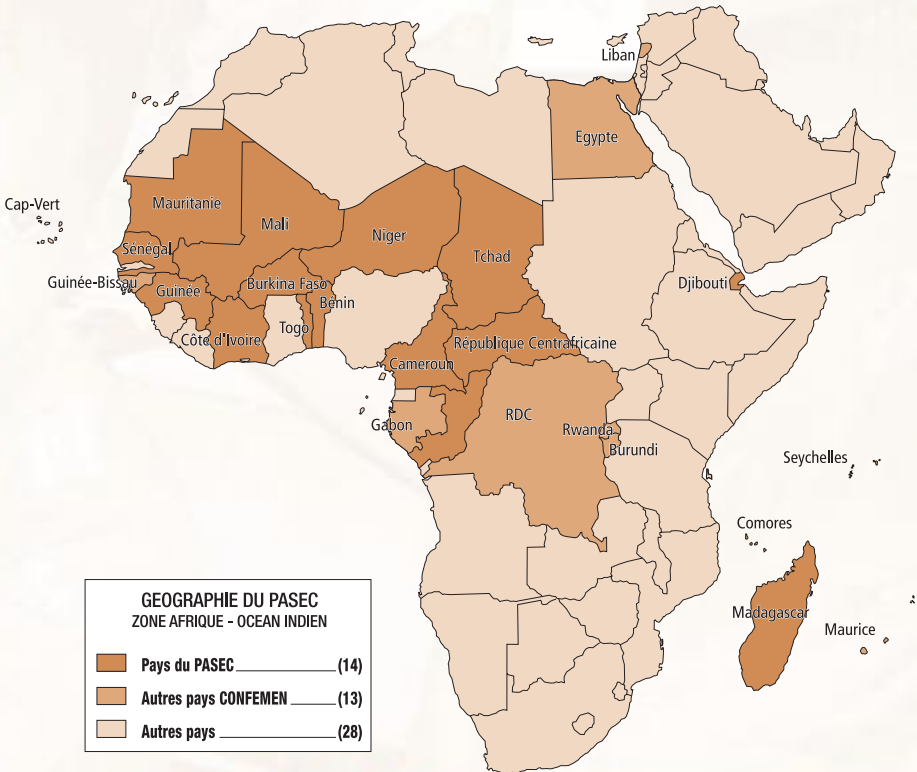 Liban
Egypte
Mauritanie
Cap-Vert
Mali
Niger
Sénégal
Tchad
Guinée-Bissau
Guinée
Burkina Faso
Djibouti
Bénin
Togo
Côte d'Ivoire
République Centrafricaine
Cameroun
RDC
Gabon
Rwanda
Burundi
Seychelles
Comores
Madagascar
Maurice
GEOGRAPHIE DU PASEC
ZONE AFRIQUE - OCEAN INDIEN
Pays du PASEC (14)
Autres pays CONFEMEN (13)
Autres pays (28)